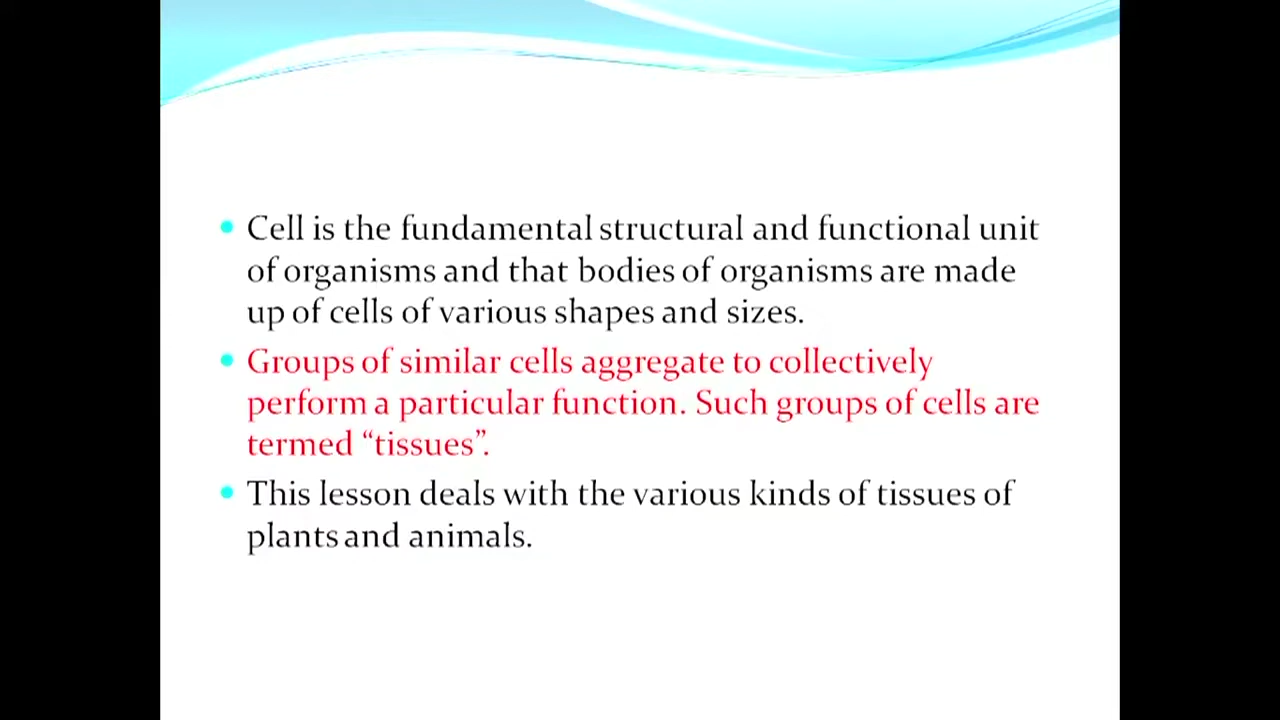 Cell is the fundamental structural and functional unit
of organisms and that bodies of organisms are made
up of cells of various shapes and sizes.
Groups of similar cells aggregate to collectively
perform a particular function. Such groups of cells are
termed “tissues”.
This lesson deals with the various kinds of tissues of
plants and animals.